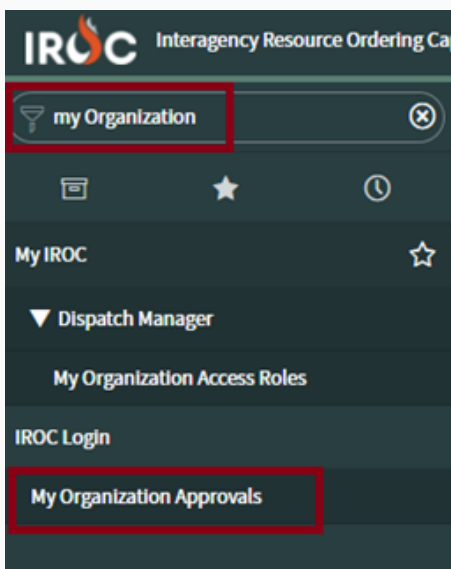 IROC Interagency Resource Ordering Ca
my Organization
My IROC
Dispatch Manager
My Organization Access Roles
IROC Login
My Organization Approvals